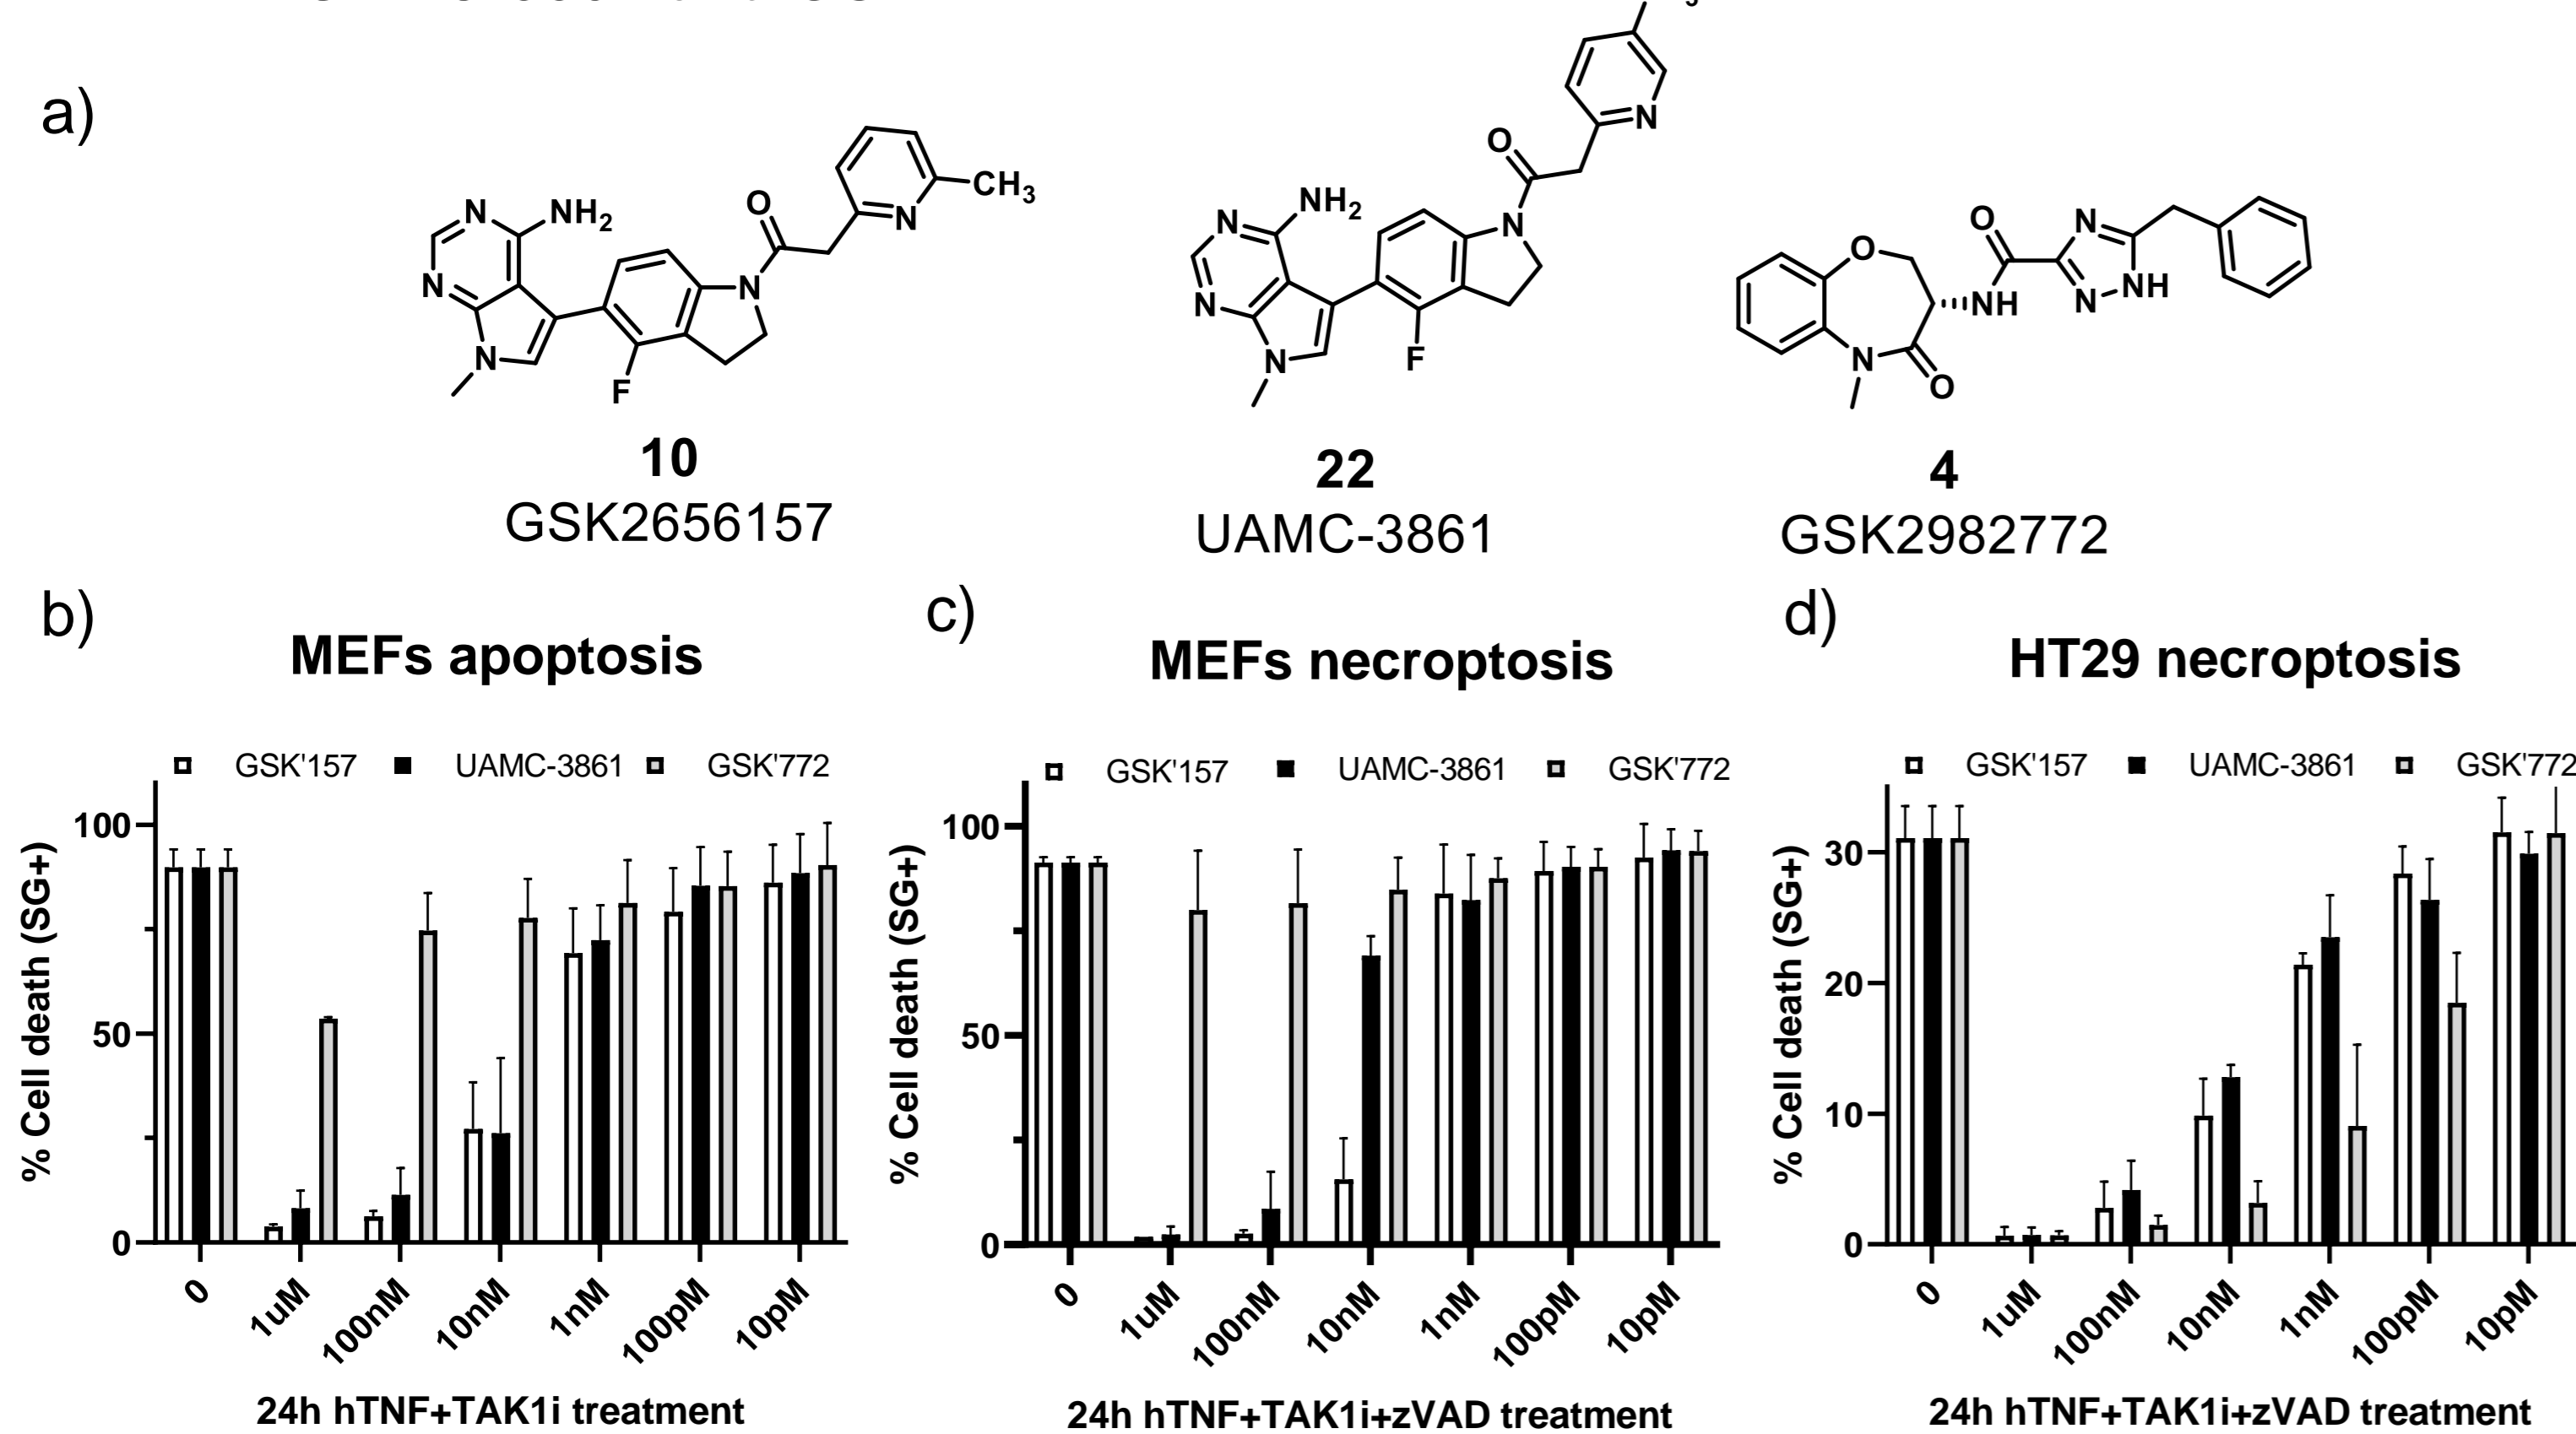 a)
N
NH2
N
N
F
O
N
N
CH3
N
NH2
N
N
F
O
N
N
O
N
O
NH
O
N
N
NH
10
22
4
GSK2656157
UAMC-3861
GSK2982772
b)
MEFs apoptosis
GSK'157 UAMC-3861 GSK'772
% Cell death (SG+)
100
50
0
0 1uM 100nM 10nM 1nM 100pM 10pM
24h hTNF+TAK1i treatment
c)
MEFs necroptosis
GSK'157 UAMC-3861 GSK'772
% Cell death (SG+)
100
50
0
0 1uM 100nM 10nM 1nM 100pM 10pM
24h hTNF+TAK1i+zVAD treatment
d)
HT29 necroptosis
GSK'157 UAMC-3861 GSK'772
% Cell death (SG+)
30
20
10
0
0 1uM 100nM 10nM 1nM 100pM 10pM
24h hTNF+TAK1i+zVAD treatment